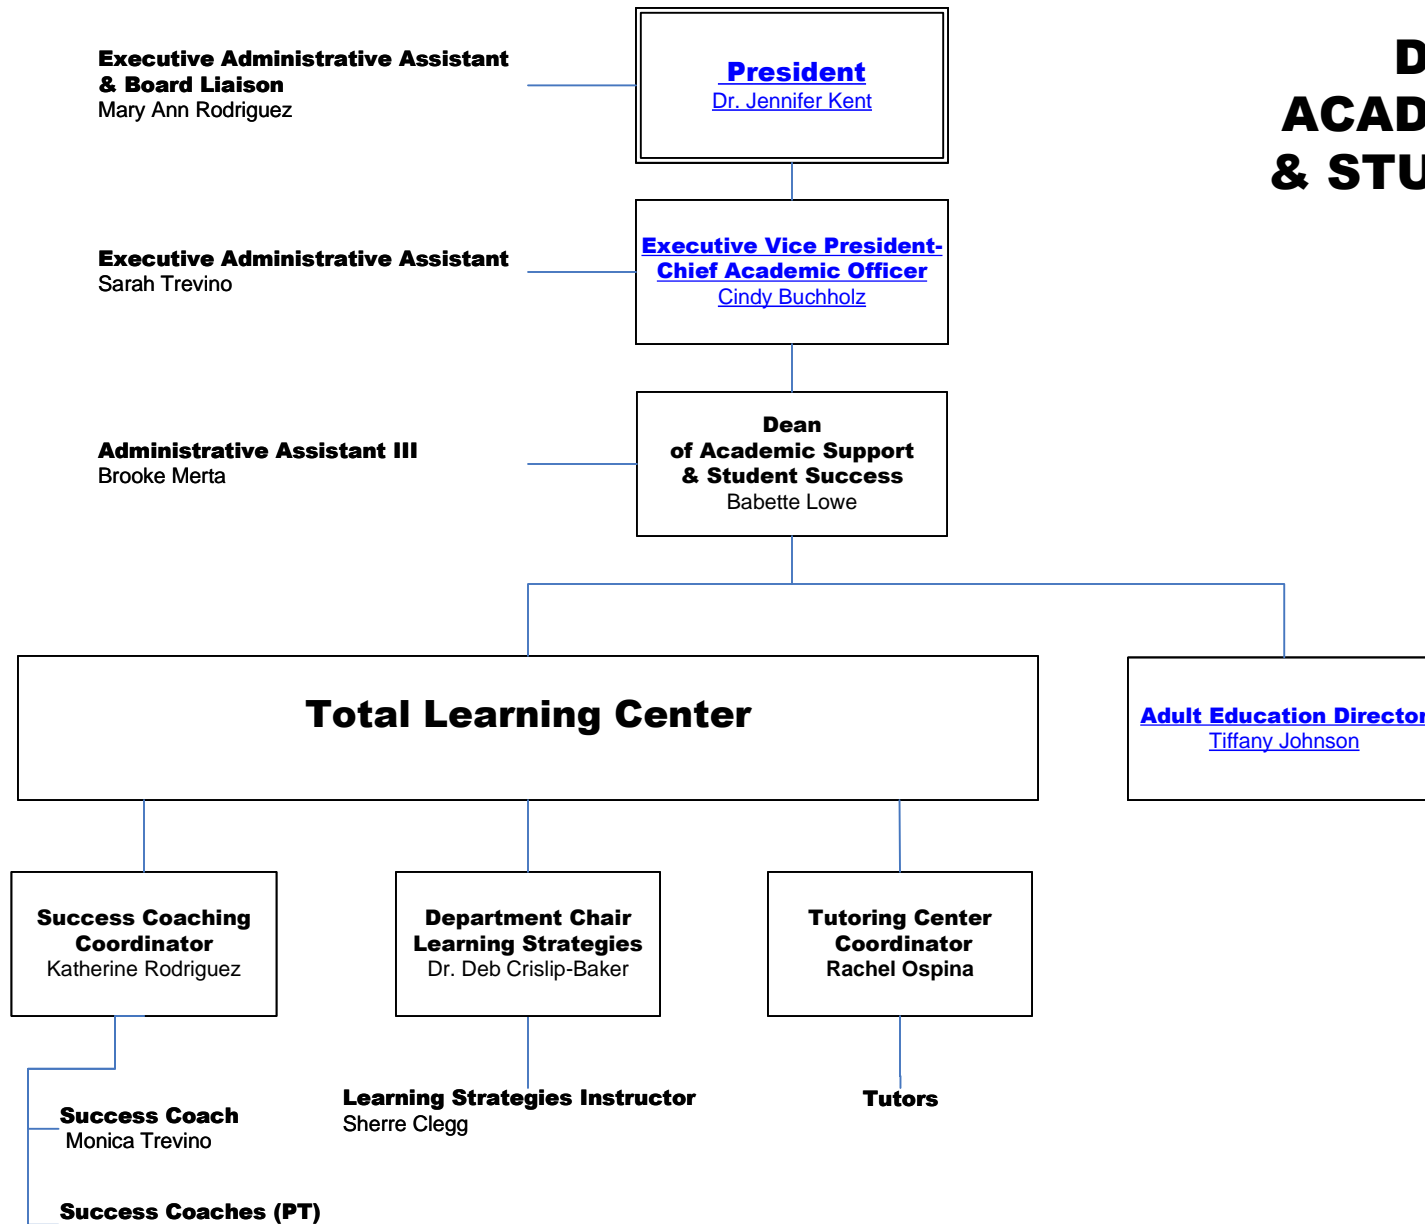 Executive Administrative Assistant
& Board Liaison
Mary Ann Rodriguez
President
Dr. Jennifer Kent
D
ACAD
& STU
Executive Administrative Assistant
Sarah Trevino
Executive Vice President-
Chief Academic Officer
Cindy Buchholz
Administrative Assistant III
Brooke Merta
Dean
of Academic Support
& Student Success
Babette Lowe
Total Learning Center
Adult Education Director
Tiffany Johnson
Success Coaching
Coordinator
Katherine Rodriguez
Department Chair
Learning Strategies
Dr. Deb Crislip-Baker
Tutoring Center
Coordinator
Rachel Ospina
Success Coach
Monica Trevino
Learning Strategies Instructor
Sherre Clegg
Tutors
Success Coaches (PT)